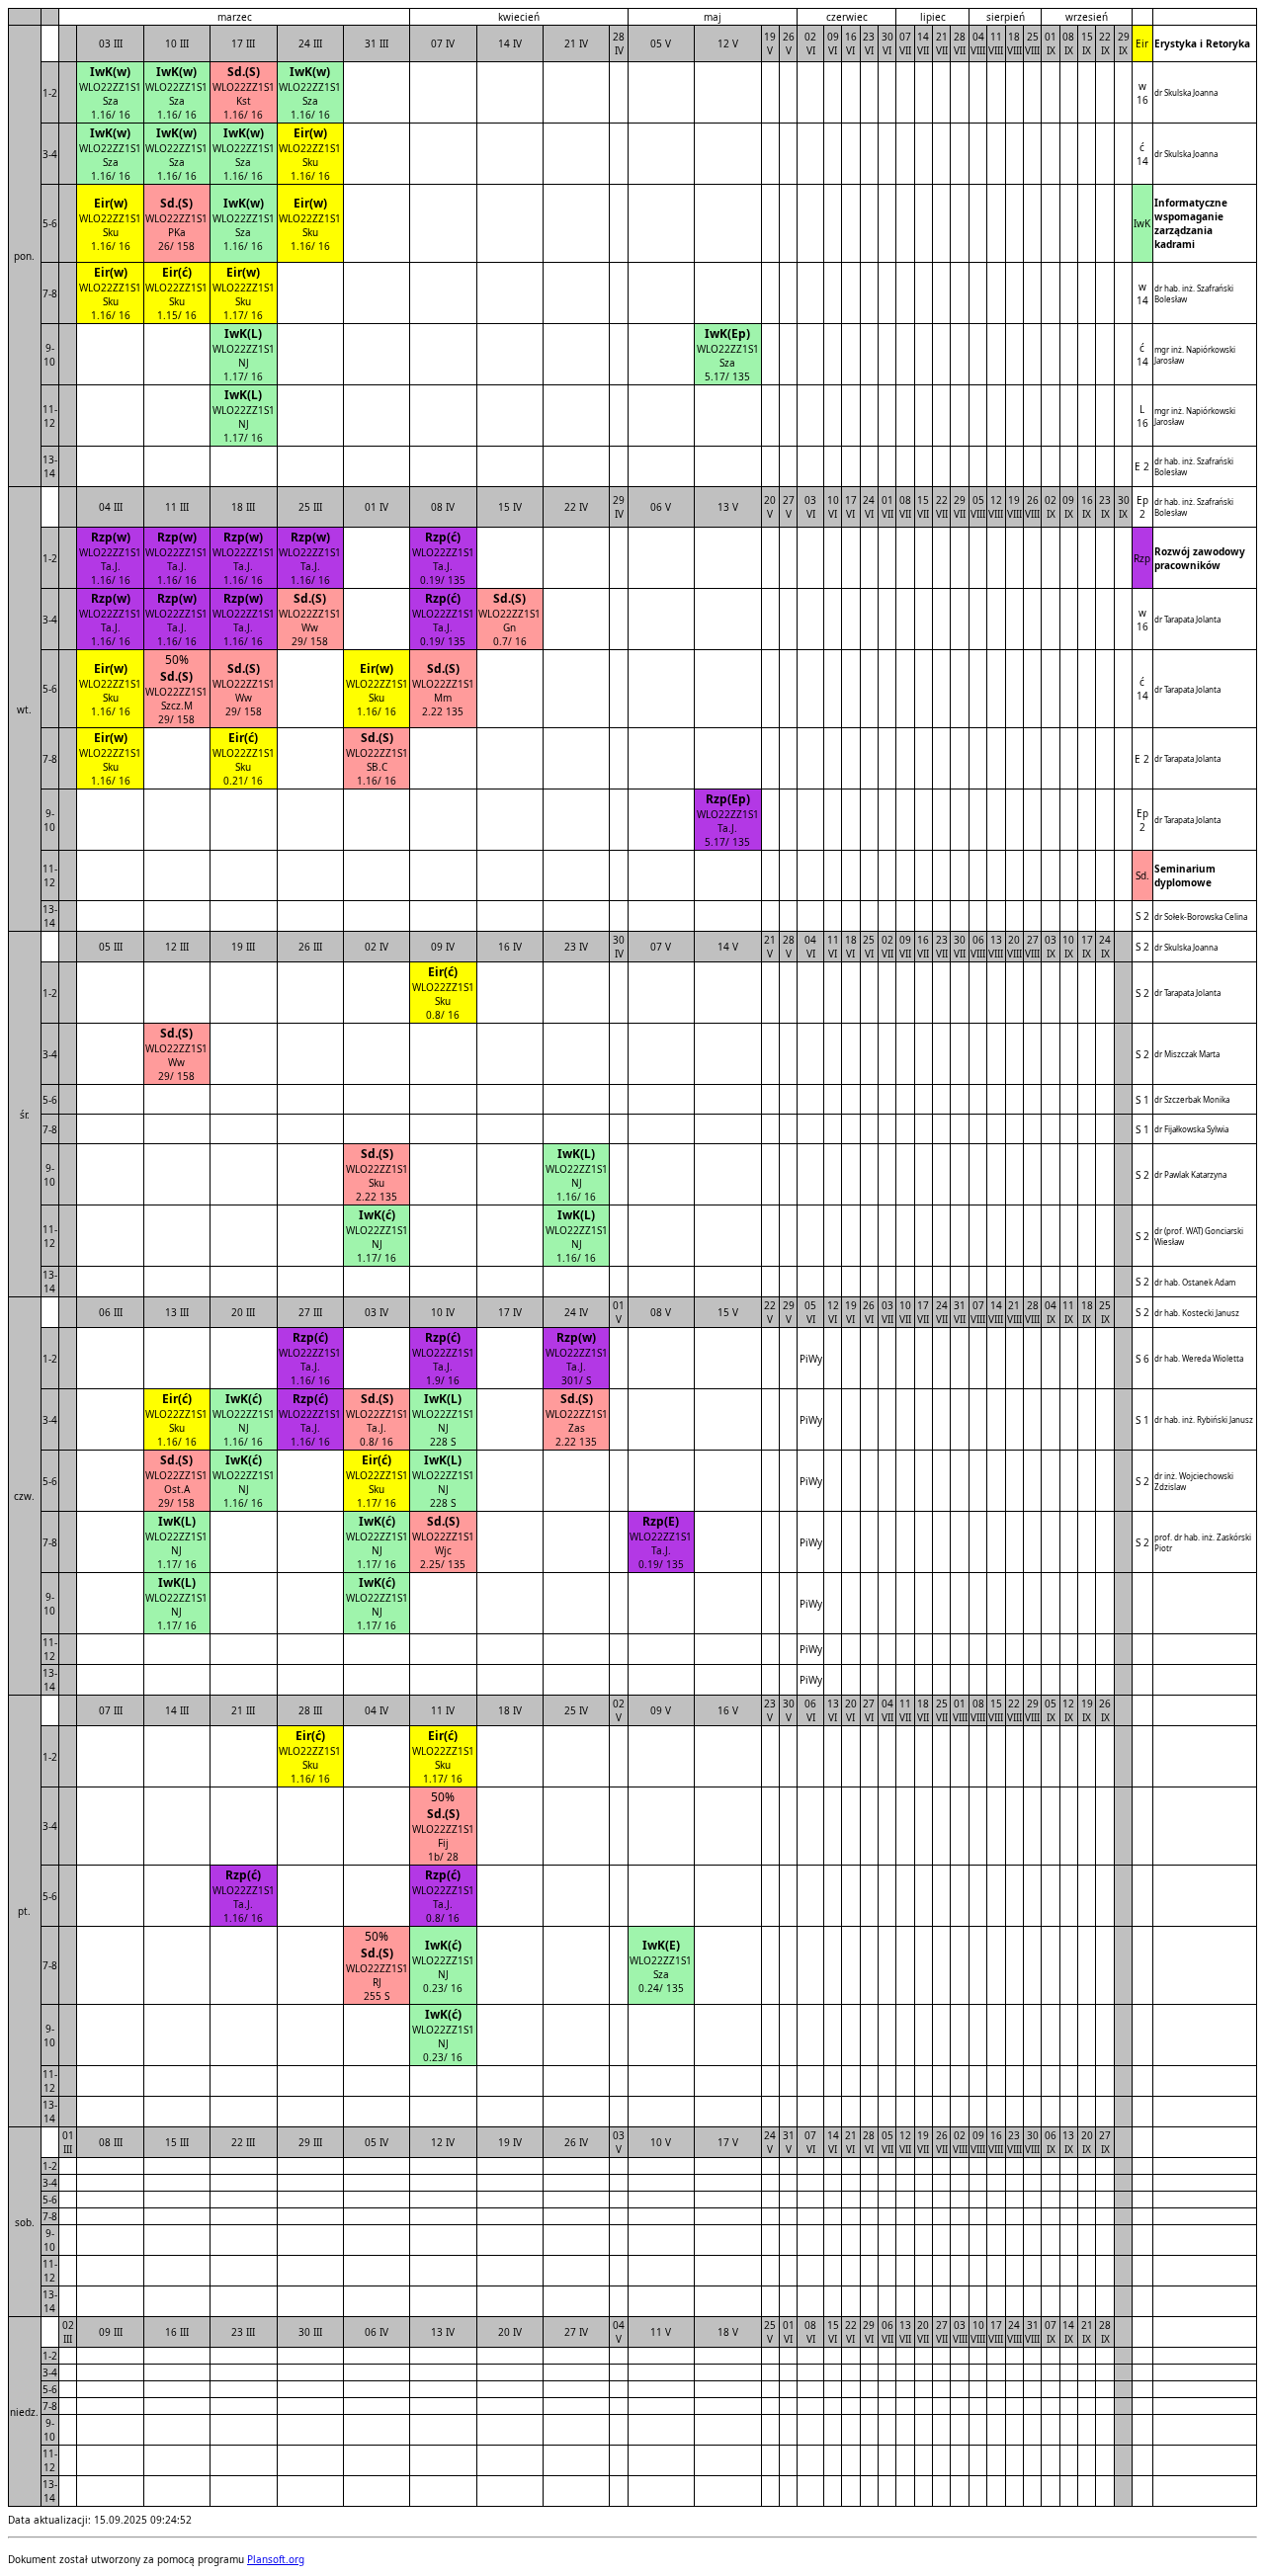 marzec kwiecień maj czerwiec lipiec sierpień wrzesień
pon. 03 III 10 III 17 III 24 III 31 III 07 IV 14 IV 21 IV 28 IV 05 V 12 V 19 V 26 V 02 VI 09 VI 16 VI 23 VI 30 VI 07 VII 14 VII 21 VII 28 VII 04 VIII 11 VIII 18 VIII 25 VIII 01 IX 08 IX 15 IX 22 IX 29 IX Eir Erystyka i Retoryka
1-2 IwK(w) WLO22ZZ1S1 Sza 1.16/ 16 IwK(w) WLO22ZZ1S1 Sza 1.16/ 16 Sd.(S) WLO22ZZ1S1 Kst 1.16/ 16 IwK(w) WLO22ZZ1S1 Sza 1.16/ 16 w 16 dr Skulska Joanna
3-4 IwK(w) WLO22ZZ1S1 Sza 1.16/ 16 IwK(w) WLO22ZZ1S1 Sza 1.16/ 16 IwK(w) WLO22ZZ1S1 Sza 1.16/ 16 Eir(w) WLO22ZZ1S1 Sku 1.16/ 16 ć 14 dr Skulska Joanna
5-6 Eir(w) WLO22ZZ1S1 Sku 1.16/ 16 Sd.(S) WLO22ZZ1S1 PKa 26/ 158 IwK(w) WLO22ZZ1S1 Sza 1.16/ 16 Eir(w) WLO22ZZ1S1 Sku 1.16/ 16 IwK Informatyczne wspomaganie zarządzania kadrami
7-8 Eir(w) WLO22ZZ1S1 Sku 1.16/ 16 Eir(ć) WLO22ZZ1S1 Sku 1.15/ 16 Eir(w) WLO22ZZ1S1 Sku 1.17/ 16 w 14 dr hab. inż. Szafrański Bolesław
9-10 IwK(L) WLO22ZZ1S1 NJ 1.17/ 16 IwK(Ep) WLO22ZZ1S1 Sza 5.17/ 135 ć 14 mgr inż. Napiórkowski Jarosław
11-12 IwK(L) WLO22ZZ1S1 NJ 1.17/ 16 L 16 mgr inż. Napiórkowski Jarosław
13-14 E 2 dr hab. inż. Szafrański Bolesław
wt. 04 III 11 III 18 III 25 III 01 IV 08 IV 15 IV 22 IV 29 IV 06 V 13 V 20 V 27 V 03 VI 10 VI 17 VI 24 VI 01 VII 08 VII 15 VII 22 VII 29 VII 05 VIII 12 VIII 19 VIII 26 VIII 02 IX 09 IX 16 IX 23 IX 30 IX Ep 2 dr hab. inż. Szafrański Bolesław
1-2 Rzp(w) WLO22ZZ1S1 Ta.J. 1.16/ 16 Rzp(w) WLO22ZZ1S1 Ta.J. 1.16/ 16 Rzp(w) WLO22ZZ1S1 Ta.J. 1.16/ 16 Rzp(w) WLO22ZZ1S1 Ta.J. 1.16/ 16 Rzp(ć) WLO22ZZ1S1 Ta.J. 0.19/ 135 Rzp Rozwój zawodowy pracowników
3-4 Rzp(w) WLO22ZZ1S1 Ta.J. 1.16/ 16 Rzp(w) WLO22ZZ1S1 Ta.J. 1.16/ 16 Rzp(w) WLO22ZZ1S1 Ta.J. 1.16/ 16 Sd.(S) WLO22ZZ1S1 Ww 29/ 158 Rzp(ć) WLO22ZZ1S1 Ta.J. 0.19/ 135 Sd.(S) WLO22ZZ1S1 Gn 0.7/ 16 w 16 dr Tarapata Jolanta
5-6 Eir(w) WLO22ZZ1S1 Sku 1.16/ 16 50% Sd.(S) WLO22ZZ1S1 Szcz.M 29/ 158 Sd.(S) WLO22ZZ1S1 Ww 29/ 158 Eir(w) WLO22ZZ1S1 Sku 1.16/ 16 Sd.(S) WLO22ZZ1S1 Mm 2.22 135 ć 14 dr Tarapata Jolanta
7-8 Eir(w) WLO22ZZ1S1 Sku 1.16/ 16 Eir(ć) WLO22ZZ1S1 Sku 0.21/ 16 Sd.(S) WLO22ZZ1S1 SB.C 1.16/ 16 E 2 dr Tarapata Jolanta
9-10 Rzp(Ep) WLO22ZZ1S1 Ta.J. 5.17/ 135 Ep 2 dr Tarapata Jolanta
11-12 Sd. Seminarium dyplomowe
13-14 S 2 dr Sołek-Borowska Celina
śr. 05 III 12 III 19 III 26 III 02 IV 09 IV 16 IV 23 IV 30 IV 07 V 14 V 21 V 28 V 04 VI 11 VI 18 VI 25 VI 02 VII 09 VII 16 VII 23 VII 30 VII 06 VIII 13 VIII 20 VIII 27 VIII 03 IX 10 IX 17 IX 24 IX S 2 dr Skulska Joanna
1-2 Eir(ć) WLO22ZZ1S1 Sku 0.8/ 16 S 2 dr Tarapata Jolanta
3-4 Sd.(S) WLO22ZZ1S1 Ww 29/ 158 S 2 dr Miszczak Marta
5-6 S 1 dr Szczerbak Monika
7-8 S 1 dr Fijałkowska Sylwia
9-10 Sd.(S) WLO22ZZ1S1 Sku 2.22 135 IwK(L) WLO22ZZ1S1 NJ 1.16/ 16 S 2 dr Pawlak Katarzyna
11-12 IwK(ć) WLO22ZZ1S1 NJ 1.17/ 16 IwK(L) WLO22ZZ1S1 NJ 1.16/ 16 S 2 dr (prof. WAT) Gonciarski Wiesław
13-14 S 2 dr hab. Ostanek Adam
czw. 06 III 13 III 20 III 27 III 03 IV 10 IV 17 IV 24 IV 01 V 08 V 15 V 22 V 29 V 05 VI 12 VI 19 VI 26 VI 03 VII 10 VII 17 VII 24 VII 31 VII 07 VIII 14 VIII 21 VIII 28 VIII 04 IX 11 IX 18 IX 25 IX S 2 dr hab. Kostecki Janusz
1-2 Rzp(ć) WLO22ZZ1S1 Ta.J. 1.16/ 16 Rzp(ć) WLO22ZZ1S1 Ta.J. 1.9/ 16 Rzp(w) WLO22ZZ1S1 Ta.J. 301/ S PiWy S 6 dr hab. Wereda Wioletta
3-4 Eir(ć) WLO22ZZ1S1 Sku 1.16/ 16 IwK(ć) WLO22ZZ1S1 NJ 1.16/ 16 Rzp(ć) WLO22ZZ1S1 Ta.J. 1.16/ 16 Sd.(S) WLO22ZZ1S1 Ta.J. 0.8/ 16 IwK(L) WLO22ZZ1S1 NJ 228 S Sd.(S) WLO22ZZ1S1 Zas 2.22 135 PiWy S 1 dr hab. inż. Rybiński Janusz
5-6 Sd.(S) WLO22ZZ1S1 Ost.A 29/ 158 IwK(ć) WLO22ZZ1S1 NJ 1.16/ 16 Eir(ć) WLO22ZZ1S1 Sku 1.17/ 16 IwK(L) WLO22ZZ1S1 NJ 228 S PiWy S 2 dr inż. Wojciechowski Zdzislaw
7-8 IwK(L) WLO22ZZ1S1 NJ 1.17/ 16 IwK(ć) WLO22ZZ1S1 NJ 1.17/ 16 Sd.(S) WLO22ZZ1S1 Wjc 2.25/ 135 Rzp(E) WLO22ZZ1S1 Ta.J. 0.19/ 135 PiWy S 2 prof. dr hab. inż. Zaskórski Piotr
9-10 IwK(L) WLO22ZZ1S1 NJ 1.17/ 16 IwK(ć) WLO22ZZ1S1 NJ 1.17/ 16 PiWy
11-12 PiWy
13-14 PiWy
pt. 07 III 14 III 21 III 28 III 04 IV 11 IV 18 IV 25 IV 02 V 09 V 16 V 23 V 30 V 06 VI 13 VI 20 VI 27 VI 04 VII 11 VII 18 VII 25 VII 01 VIII 08 VIII 15 VIII 22 VIII 29 VIII 05 IX 12 IX 19 IX 26 IX
1-2 Eir(ć) WLO22ZZ1S1 Sku 1.16/ 16 Eir(ć) WLO22ZZ1S1 Sku 1.17/ 16
3-4 50% Sd.(S) WLO22ZZ1S1 Fij 1b/ 28
5-6 Rzp(ć) WLO22ZZ1S1 Ta.J. 1.16/ 16 Rzp(ć) WLO22ZZ1S1 Ta.J. 0.8/ 16
7-8 50% Sd.(S) WLO22ZZ1S1 RJ 255 S IwK(ć) WLO22ZZ1S1 NJ 0.23/ 16 IwK(E) WLO22ZZ1S1 Sza 0.24/ 135
9-10 IwK(ć) WLO22ZZ1S1 NJ 0.23/ 16
11-12
13-14
sob. 01 III 08 III 15 III 22 III 29 III 05 IV 12 IV 19 IV 26 IV 03 V 10 V 17 V 24 V 31 V 07 VI 14 VI 21 VI 28 VI 05 VII 12 VII 19 VII 26 VII 02 VIII 09 VIII 16 VIII 23 VIII 30 VIII 06 IX 13 IX 20 IX 27 IX
1-2
3-4
5-6
7-8
9-10
11-12
13-14
niedz. 02 III 09 III 16 III 23 III 30 III 06 IV 13 IV 20 IV 27 IV 04 V 11 V 18 V 25 V 01 VI 08 VI 15 VI 22 VI 29 VI 06 VII 13 VII 20 VII 27 VII 03 VIII 10 VIII 17 VIII 24 VIII 31 VIII 07 IX 14 IX 21 IX 28 IX
1-2
3-4
5-6
7-8
9-10
11-12
13-14
Data aktualizacji: 15.09.2025 09:24:52
Dokument został utworzony za pomocą programu Plansoft.org